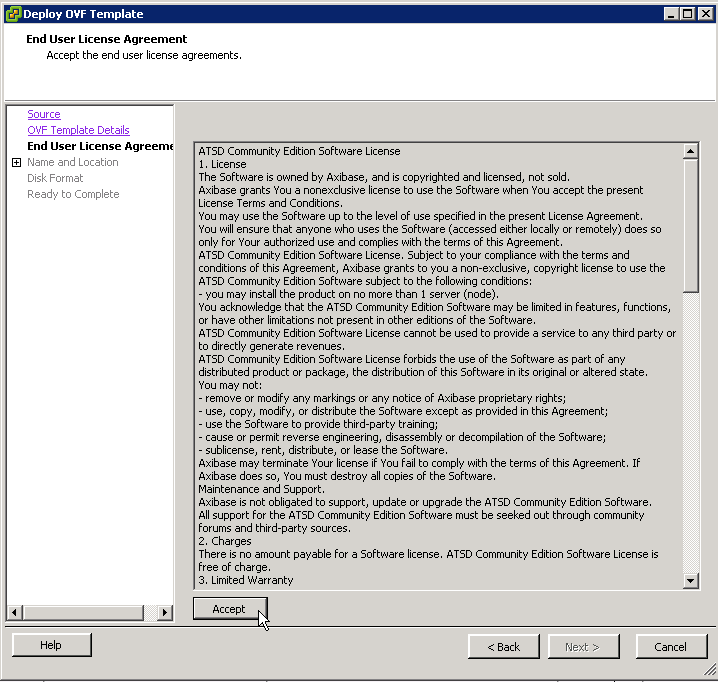 Deploy OVF Template
End User License Agreement
Accept the end user license agreements.
Source
OVF Template Details
End User License Agreeme
Name and Location
Disk Format
Ready to Complete
ATSD Community Edition Software License
1. License
The Software is owned by Axibase, and is copyrighted and licensed, not sold.
Axibase grants You a nonexclusive license to use the Software when You accept the present
License Terms and Conditions.
You may use the Software up to the level of use specified in the present License Agreement.
You will ensure that anyone who uses the Software (accessed either locally or remotely) does so
only for Your authorized use and complies with the terms of this Agreement.
ATSD Community Edition Software License. Subject to your compliance with the terms and
conditions of this Agreement, Axibase grants to you a non-exclusive, copyright license to use the
ATSD Community Edition Software subject to the following conditions:
- you may install the product on no more than 1 server (node).
You acknowledge that the ATSD Community Edition Software may be limited in features, functions,
or have other limitations not present in other editions of the Software.
ATSD Community Edition Software License cannot be used to provide a service to any third party or
to directly generate revenues.
ATSD Community Edition Software License forbids the use of the Software as part of any
distributed product or package, the distribution of this Software in its original or altered state.
You may not:
- remove or modify any markings or any notice of Axibase proprietary rights;
- use, copy, modify, or distribute the Software except as provided in this Agreement;
- use the Software to provide third-party training;
- cause or permit reverse engineering, disassembly or decompilation of the Software;
- sublicense, rent, distribute, or lease the Software.
Axibase may terminate Your license if You fail to comply with the terms of this Agreement. If
Axibase does so, You must destroy all copies of the Software.
Maintenance and Support.
Axibase is not obligated to support, update or upgrade the ATSD Community Edition Software.
All support for the ATSD Community Edition Software must be seeked out through community
forums and third-party sources.
2. Charges
There is no amount payable for a Software license. ATSD Community Edition Software License is
free of charge.
3. Limited Warranty
Accept
Help
< Back
Next >
Cancel